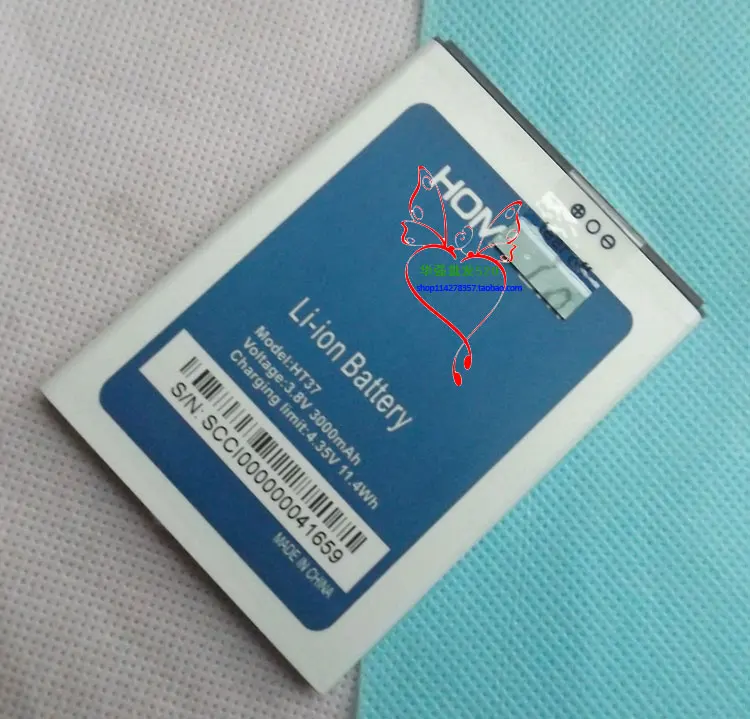 HOM
shop114278357.taobao.com
Li-ion Battery
Model:HT37
Voltage:3.8V 3000mAh
Charging limit:4.35V 11.4Wh
S/N: SCCI000000041659
MADE IN CHINA